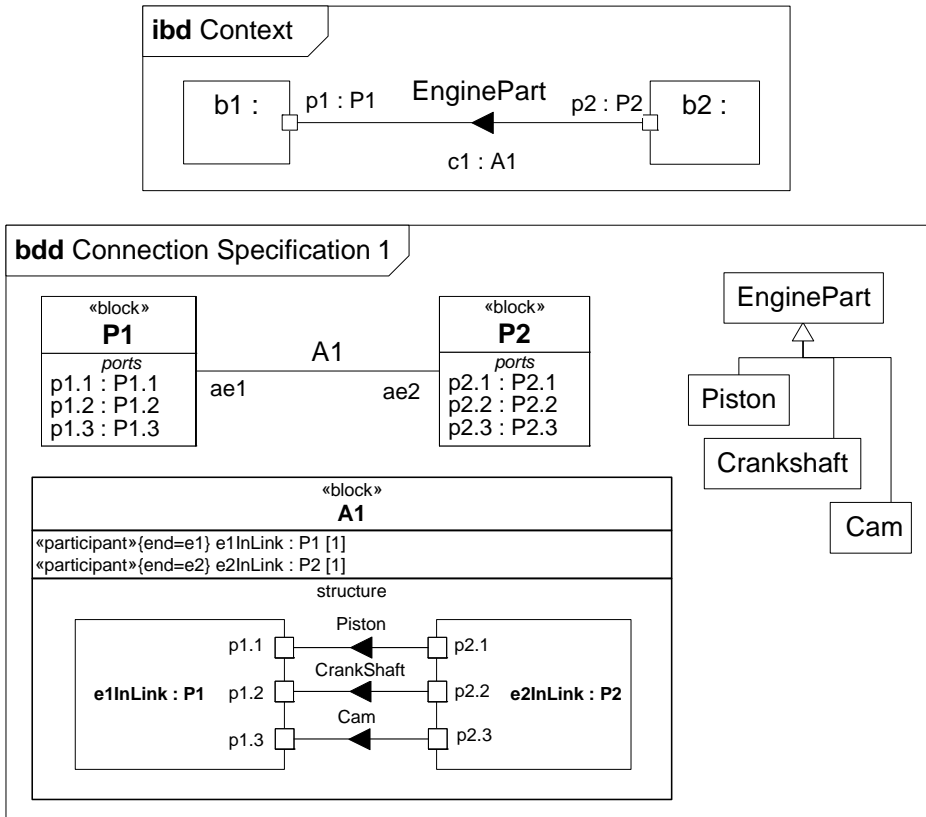 ibd Context
b1 :
p1 : P1
EnginePart
p2 : P2
b2 :
c1 : A1
bdd Connection Specification 1
«block»
P1
ports
p1.1 : P1.1
p1.2 : P1.2
p1.3 : P1.3
A1
ae1
ae2
«block»
P2
ports
p2.1 : P2.1
p2.2 : P2.2
p2.3 : P2.3
EnginePart
Piston
Crankshaft
Cam
«block»
A1
«participant»{end=e1} e1InLink : P1 [1]
«participant»{end=e2} e2InLink : P2 [1]
structure
Piston
p1.1
p2.1
CrankShaft
e1InLink : P1
p1.2
p2.2
e2InLink : P2
Cam
p1.3
p2.3